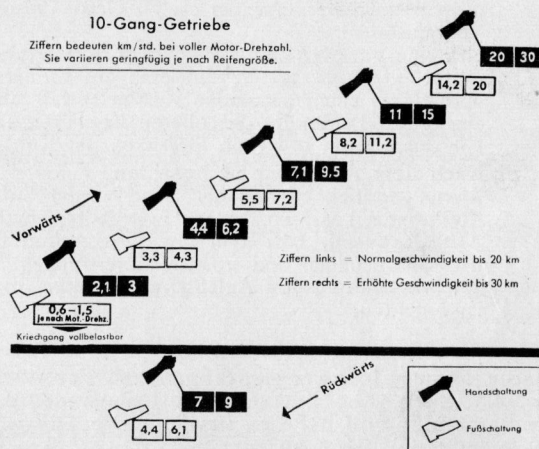 10-Gang-Getriebe
Ziffern bedeuten km/std. bei voller Motor-Drehzahl.
Sie variieren geringfügig je nach Reifengröße.
20 30
14,2 20
11 15
8,2 11,2
7,1 9,5
5,5 7,2
Vorwärts
4,4 6,2
3,3 4,3
Ziffern links = Normalgeschwindigkeit bis 20 km
Ziffern rechts = Erhöhte Geschwindigkeit bis 30 km
2,1 3
0,6–1,5
je nach Mot.-Drehz.
Kriechgang vollbelastbar
Rückwärts
7 9
4,4 6,1
Handschaltung
Fußschaltung